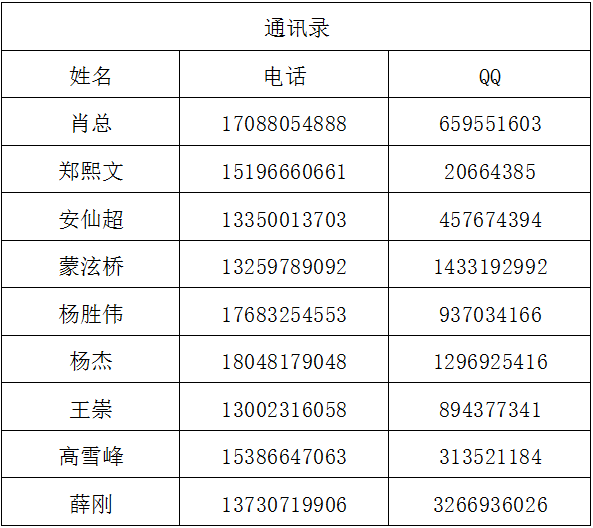 通讯录
姓名 电话 QQ
肖总 17088054888 659551603
郑熙文 15196660661 20664385
安仙超 13350013703 457674394
蒙泫桥 13259789092 1433192992
杨胜伟 17683254553 937034166
杨杰 18048179048 1296925416
王崇 13002316058 894377341
高雪峰 15386647063 313521184
薛刚 13730719906 3266936026